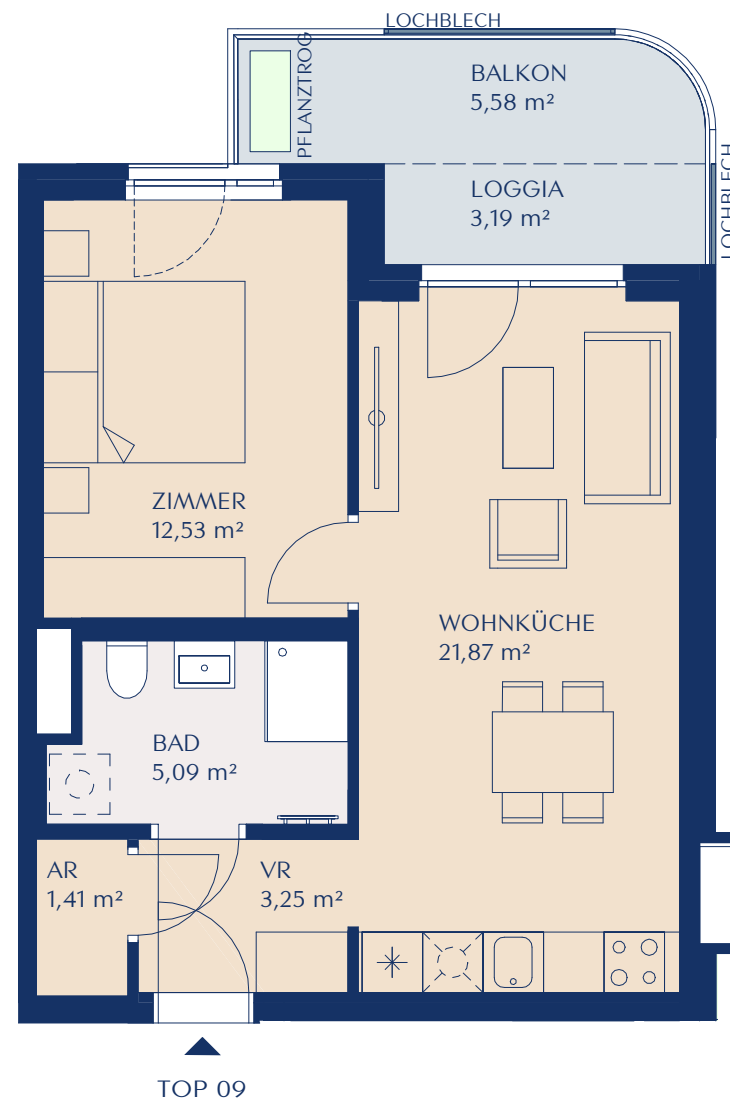 LOCHBLECH
PFLANZTROG
BALKON
5,58 m²
LOCHBLECH
LOGGIA
3,19 m²
ZIMMER
12,53 m²
WOHNKÜCHE
21,87 m²
BAD
5,09 m²
AR
1,41 m²
VR
3,25 m²
TOP 09